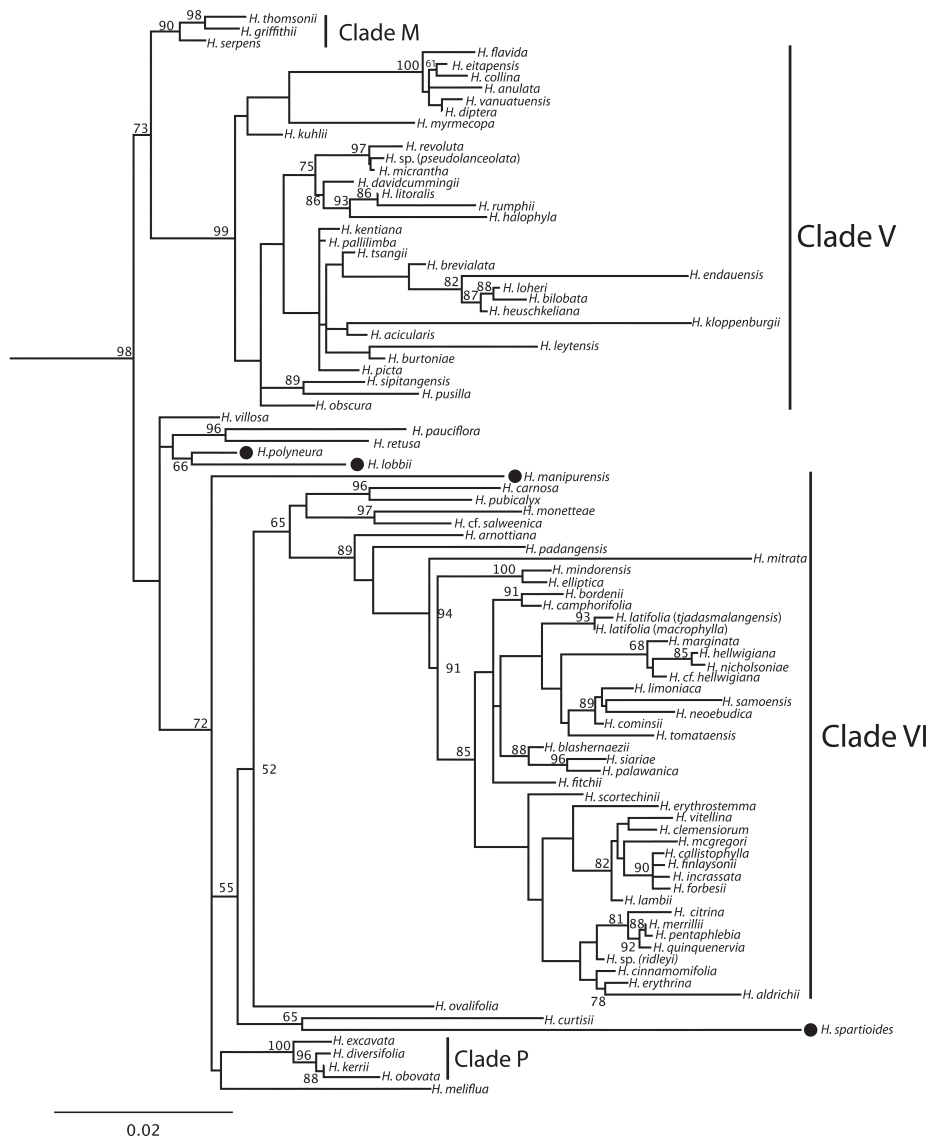 98
H. thomsonii
90
H. griffithii
H. serpens
Clade M
H. flavida
100
61
H. eitapensis
H. collina
H. anulata
H. vanuatuensis
H. diptera
H. myrmecopa
73
H. kuhlii
97
H. revoluta
H. sp. (pseudolanceolata)
75
H. micrantha
H. davidcummingii
86
H. litoralis
86
93
H. rumphii
H. halophyla
99
H. kentiana
Clade V
H. pallilimba
H. tsangii
H. brevialata
H. endauensis
82
88
H. loheri
87
H. bilobata
H. heuschkeliana
H. kloppenburgii
H. acicularis
H. leytensis
98
H. burtoniae
H. picta
89
H. sipitangensis
H. pusilla
H. obscura
H. villosa
96
H. pauciflora
H. retusa
H.polyneura
66
H. lobbii
H. manipurensis
96
H. carnosa
H. pubicalyx
97
H. monetteae
65
H. cf. salweenica
H. arnottiana
89
H. padangensis
H. mitrata
100
H. mindorensis
H. elliptica
91
H. bordenii
H. camphorifolia
94
93
H. latifolia (tjadasmalangensis)
H. latifolia (macrophylla)
68
H. marginata
85
H. hellwigiana
91
H. nicholsoniae
H. cf. hellwigiana
H. limoniaca
89
H. samoensis
H. neoebudica
72
H. cominsii
H. tomataensis
Clade VI
85
88
H. blashernaezii
96
H. siariae
52
H. palawanica
H. fitchii
H. scortechinii
H. erythrostemma
H. vitellina
H. clemensiorum
H. mcgregori
82
H. callistophylla
90
H. finlaysonii
H. incrassata
55
H. forbesii
H. lambii
81
H. citrina
88
H. merrillii
H. pentaphlebia
92
H. quinquenervia
H. sp. (ridleyi)
H. cinnamomifolia
H. erythrina
78
H. aldrichii
H. ovalifolia
65
H. curtisii
H. spartioides
100
H. excavata
96
H. diversifolia
Clade P
H. kerrii
88
H. obovata
H. meliflua
0.02